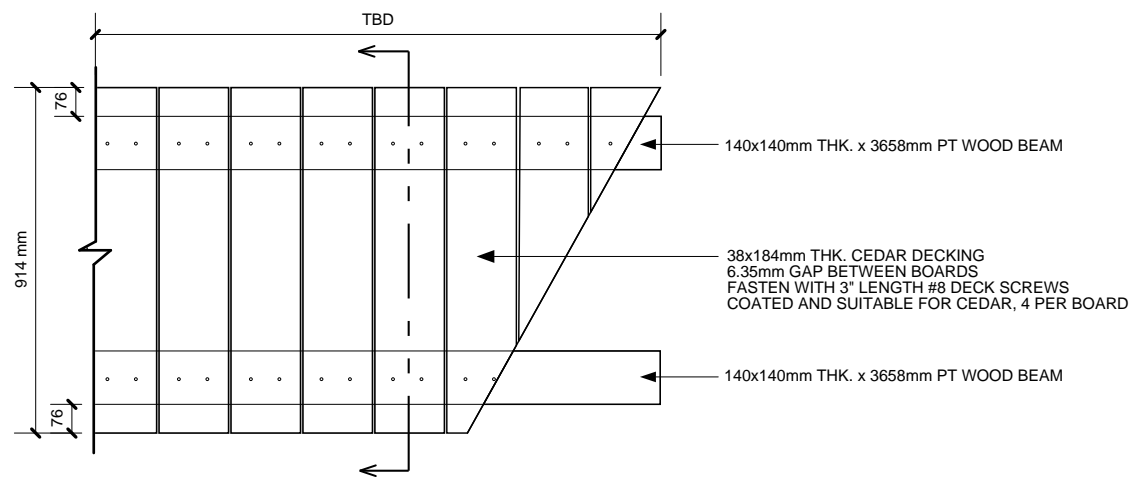 TBD
76
140x140mm THK. x 3658mm PT WOOD BEAM
914 mm
38x184mm THK. CEDAR DECKING
6.35mm GAP BETWEEN BOARDS
FASTEN WITH 3" LENGTH #8 DECK SCREWS
COATED AND SUITABLE FOR CEDAR, 4 PER BOARD
140x140mm THK. x 3658mm PT WOOD BEAM
76